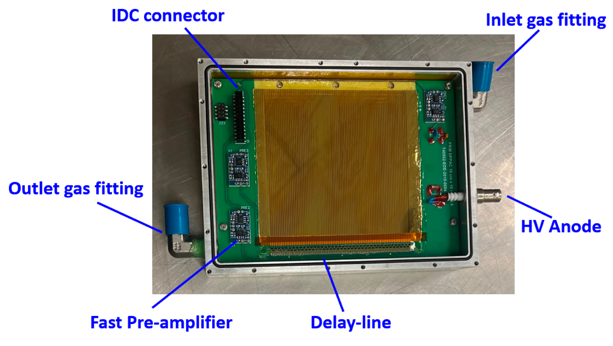 IDC connector
Inlet gas fitting
Outlet gas fitting
HV Anode
Fast Pre-amplifier
Delay-line